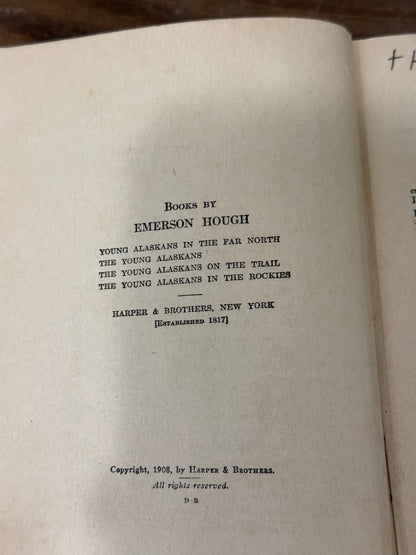 BOOKS BY
EMERSON HOUGH
YOUNG ALASKANS IN THE FAR NORTH
THE YOUNG ALASKANS
THE YOUNG ALASKANS ON THE TRAIL
THE YOUNG ALASKANS IN THE ROCKIES
HARPER & BROTHERS, NEW YORK
[ESTABLISHED 1817]
Copyright, 1908, by HARPER & BROTHERS.
All rights reserved.
D-B